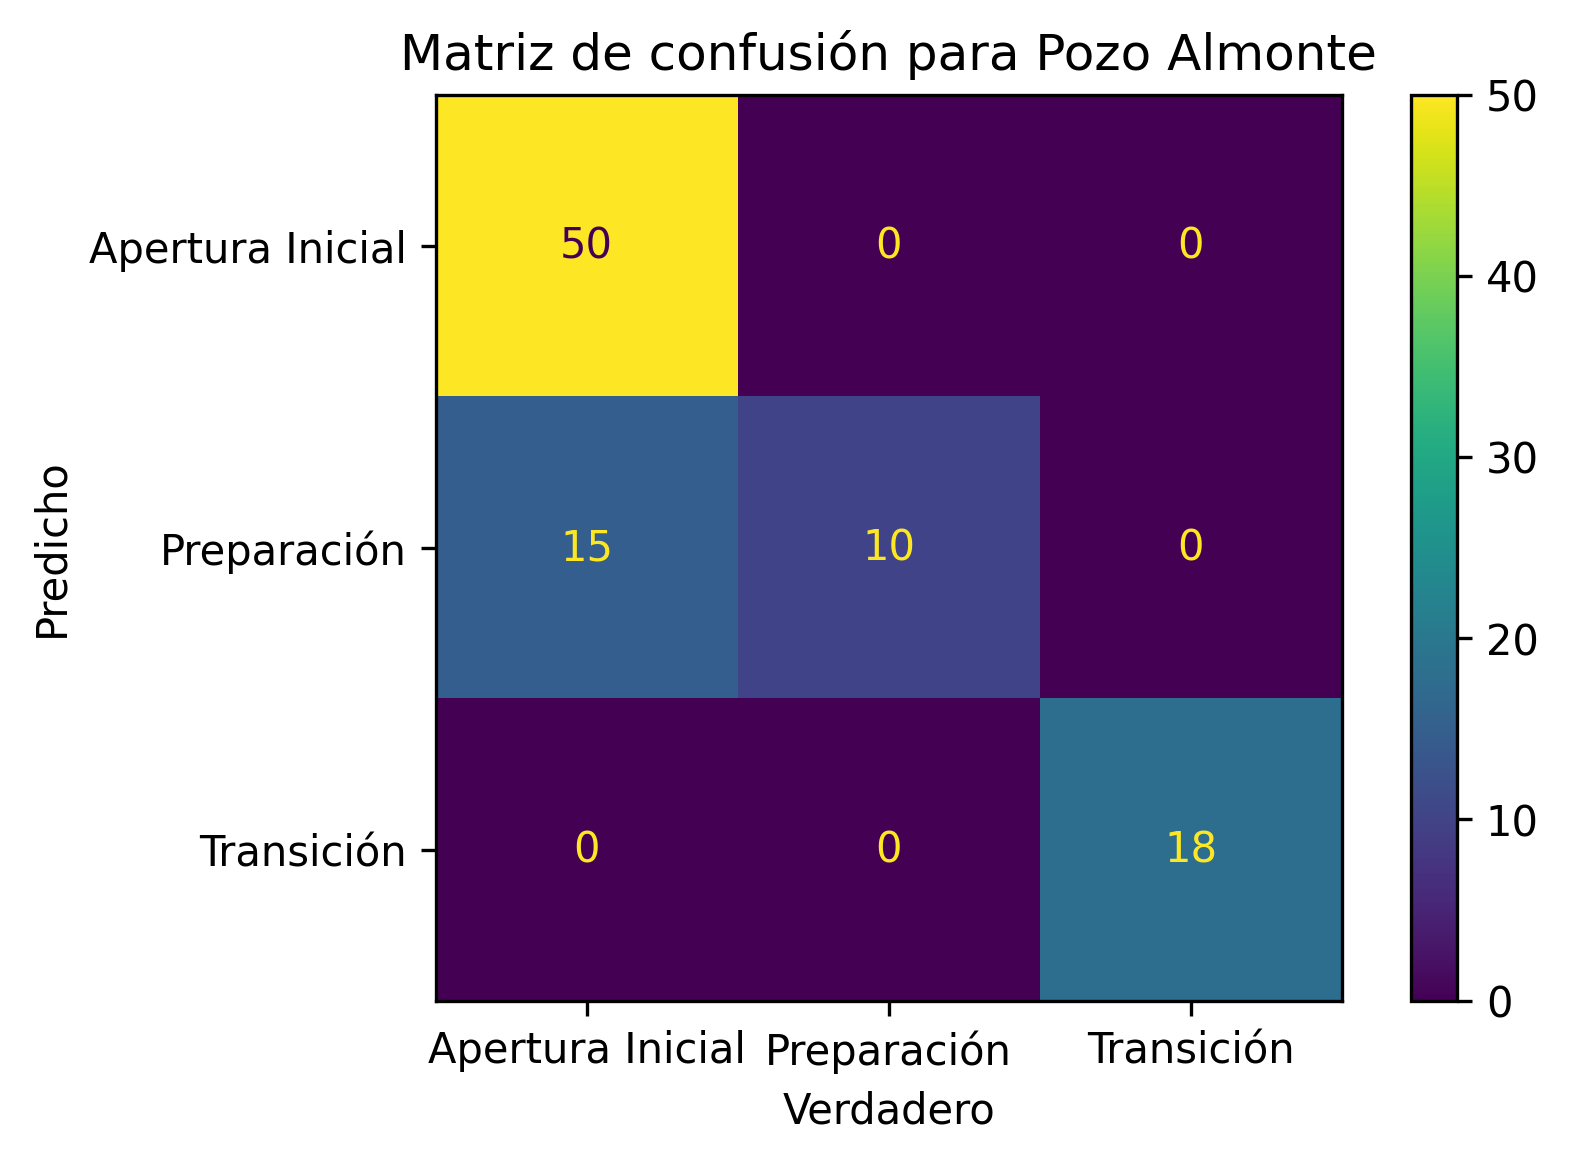 Matriz de confusión para Pozo Almonte
Predicho
Apertura Inicial
50 0 0
Preparación
15 10 0
Transición
0 0 18
Apertura Inicial Preparación Transición
Verdadero
50
40
30
20
10
0